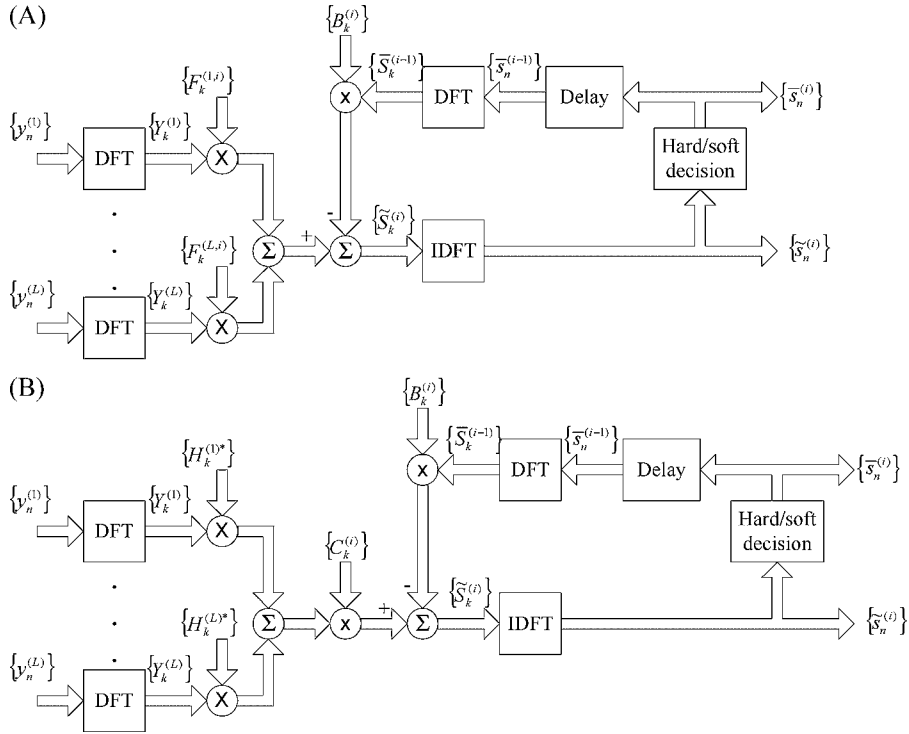 (A)
{B_k^{(i)}}
{F_k^{(1,i)}}
{S̅_k^{(i-1)}}
{s̅_n^{(i-1)}}
{y_n^{(1)}}
DFT
{Y_k^{(1)}}
X
x
DFT
Delay
{s̅_n^{(i)}}
Hard/soft
decision
.
.
.
{F_k^{(L,i)}}
Σ
+
-
Σ
{S̃_k^{(i)}}
IDFT
{s̃_n^{(i)}}
{y_n^{(L)}}
DFT
{Y_k^{(L)}}
X
(B)
{B_k^{(i)}}
{H_k^{(1)*}}
{S̅_k^{(i-1)}}
{s̅_n^{(i-1)}}
{y_n^{(1)}}
DFT
{Y_k^{(1)}}
X
x
DFT
Delay
{s̅_n^{(i)}}
Hard/soft
decision
.
.
.
{C_k^{(i)}}
{H_k^{(L)*}}
Σ
x
+
-
Σ
{S̃_k^{(i)}}
IDFT
{s̃_n^{(i)}}
{y_n^{(L)}}
DFT
{Y_k^{(L)}}
X